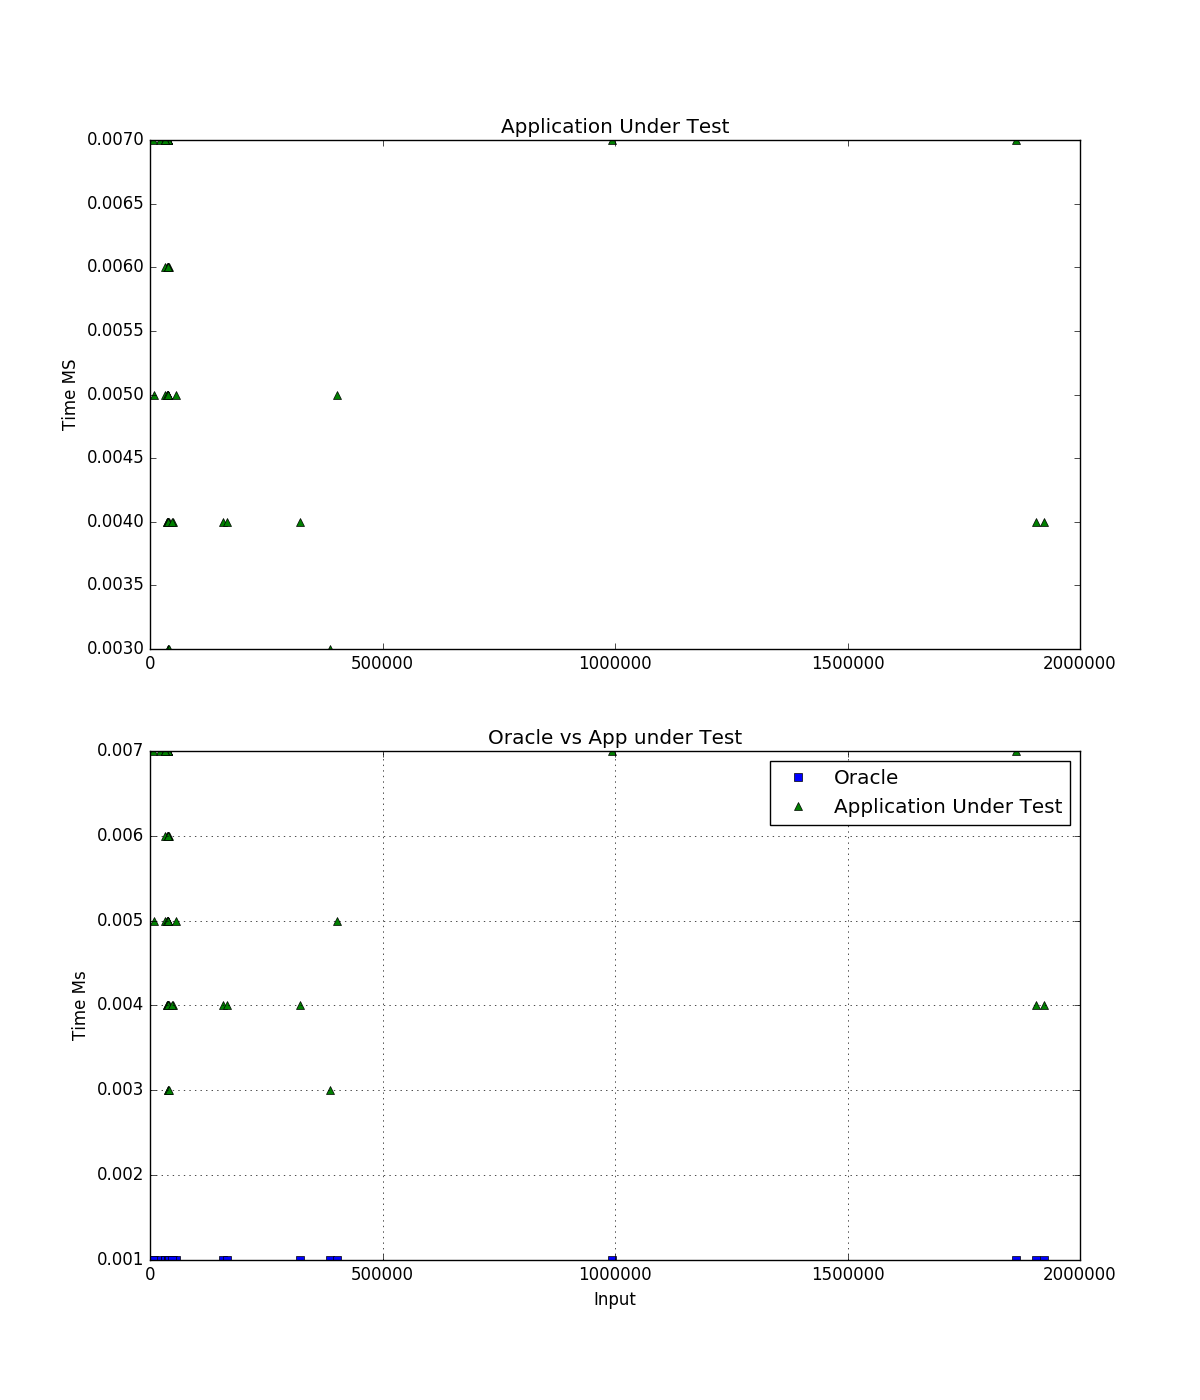 Application Under Test
0.0070
0.0065
0.0060
0.0055
0.0050
0.0045
0.0040
0.0035
0.0030
Time MS
0 500000 1000000 1500000 2000000
Oracle vs App under Test
0.007
0.006
0.005
0.004
0.003
0.002
0.001
Time Ms
Oracle
Application Under Test
0 500000 1000000 1500000 2000000
Input